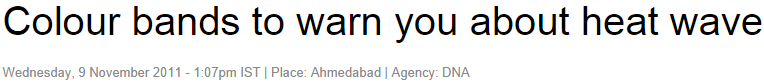 Colour bands to warn you about heat wave
Wednesday, 9 November 2011 - 1:07pm IST | Place: Ahmedabad | Agency: DNA